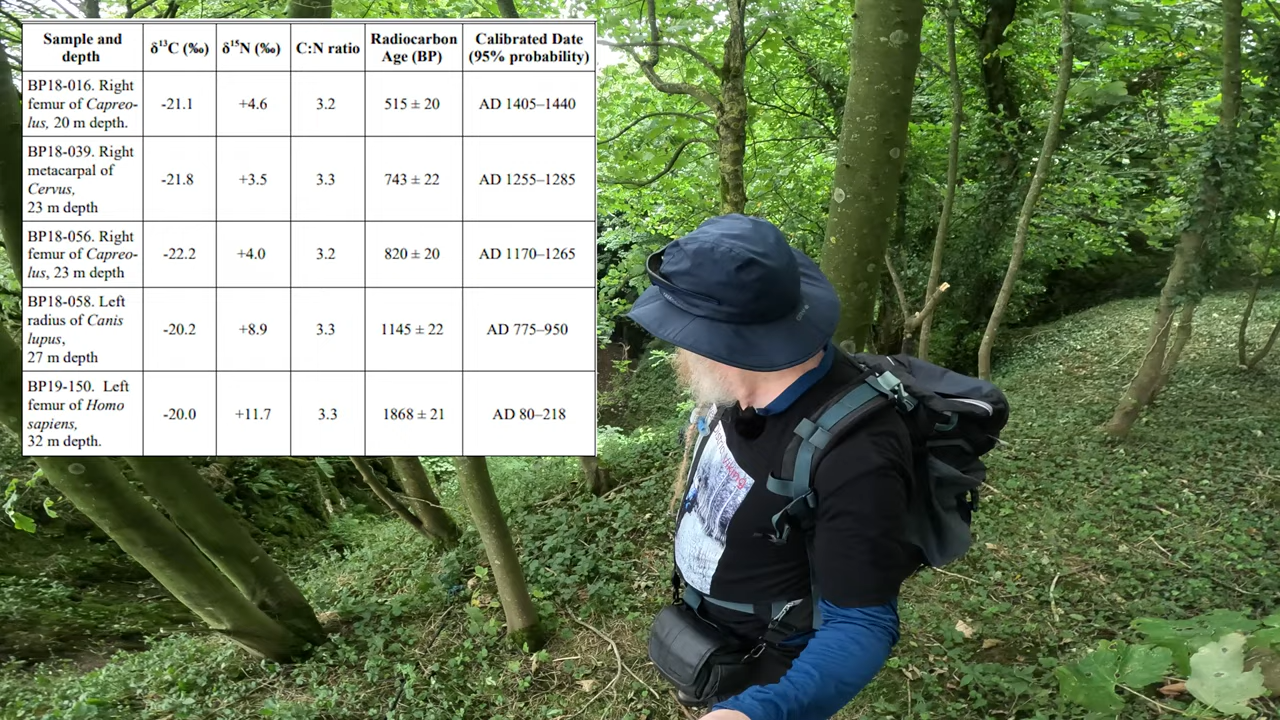 Sample and depth δ¹³C (‰) δ¹⁵N (‰) C:N ratio Radiocarbon Age (BP) Calibrated Date (95% probability)
BP18-016. Right
femur of Capreo-
lus, 20 m depth.
-21.1 +4.6 3.2 515 ± 20 AD 1405–1440
BP18-039. Right
metacarpal of
Cervus,
23 m depth
-21.8 +3.5 3.3 743 ± 22 AD 1255–1285
BP18-056. Right
femur of Capreo-
lus, 23 m depth
-22.2 +4.0 3.2 820 ± 20 AD 1170–1265
BP18-058. Left
radius of Canis
lupus,
27 m depth
-20.2 +8.9 3.3 1145 ± 22 AD 775–950
BP19-150. Left
femur of Homo
sapiens,
32 m depth.
-20.0 +11.7 3.3 1868 ± 21 AD 80–218